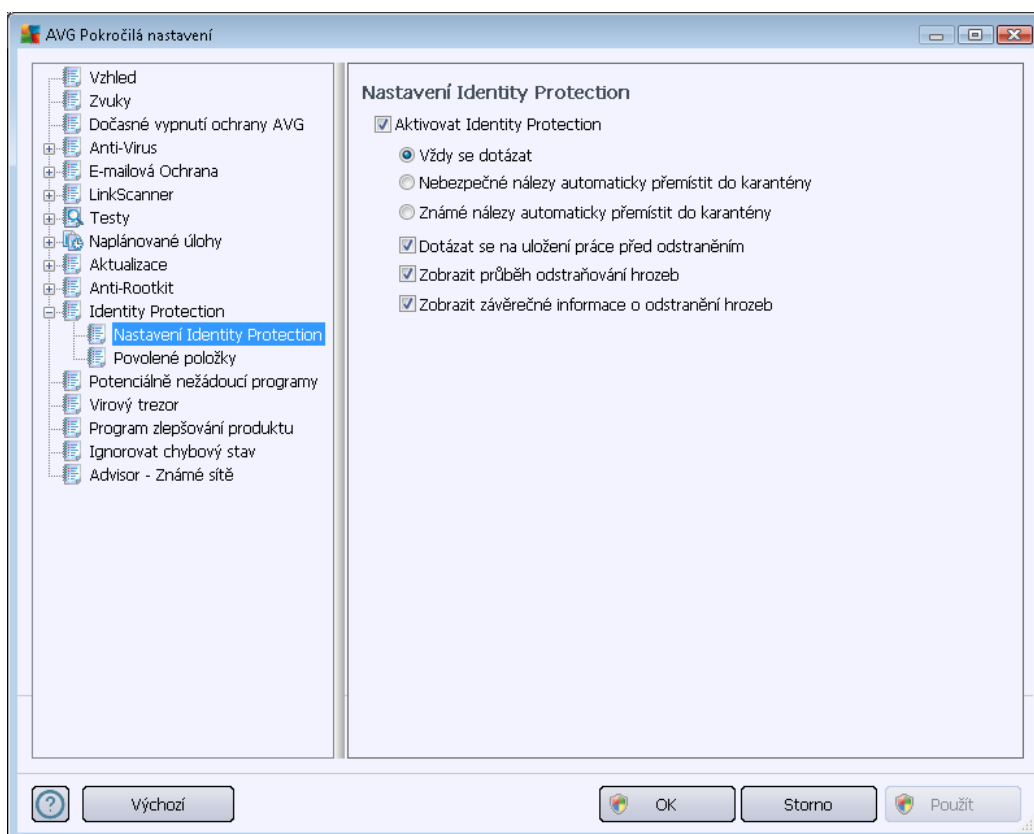 AVG Pokročilá nastavení
Vzhled
Zvuky
Dočasné vypnutí ochrany AVG
Anti-Virus
E-mailová Ochrana
LinkScanner
Testy
Naplánované úlohy
Aktualizace
Anti-Rootkit
Identity Protection
Nastavení Identity Protection
Povolené položky
Potenciálně nežádoucí programy
Virový trezor
Program zlepšování produktu
Ignorovat chybový stav
Advisor - Známé sítě
Nastavení Identity Protection
Aktivovat Identity Protection
Vždy se dotázat
Nebezpečné nálezy automaticky přemístit do karantény
Známé nálezy automaticky přemístit do karantény
Dotázat se na uložení práce před odstraněním
Zobrazit průběh odstraňování hrozeb
Zobrazit závěrečné informace o odstranění hrozeb
? Výchozí OK Storno Použít